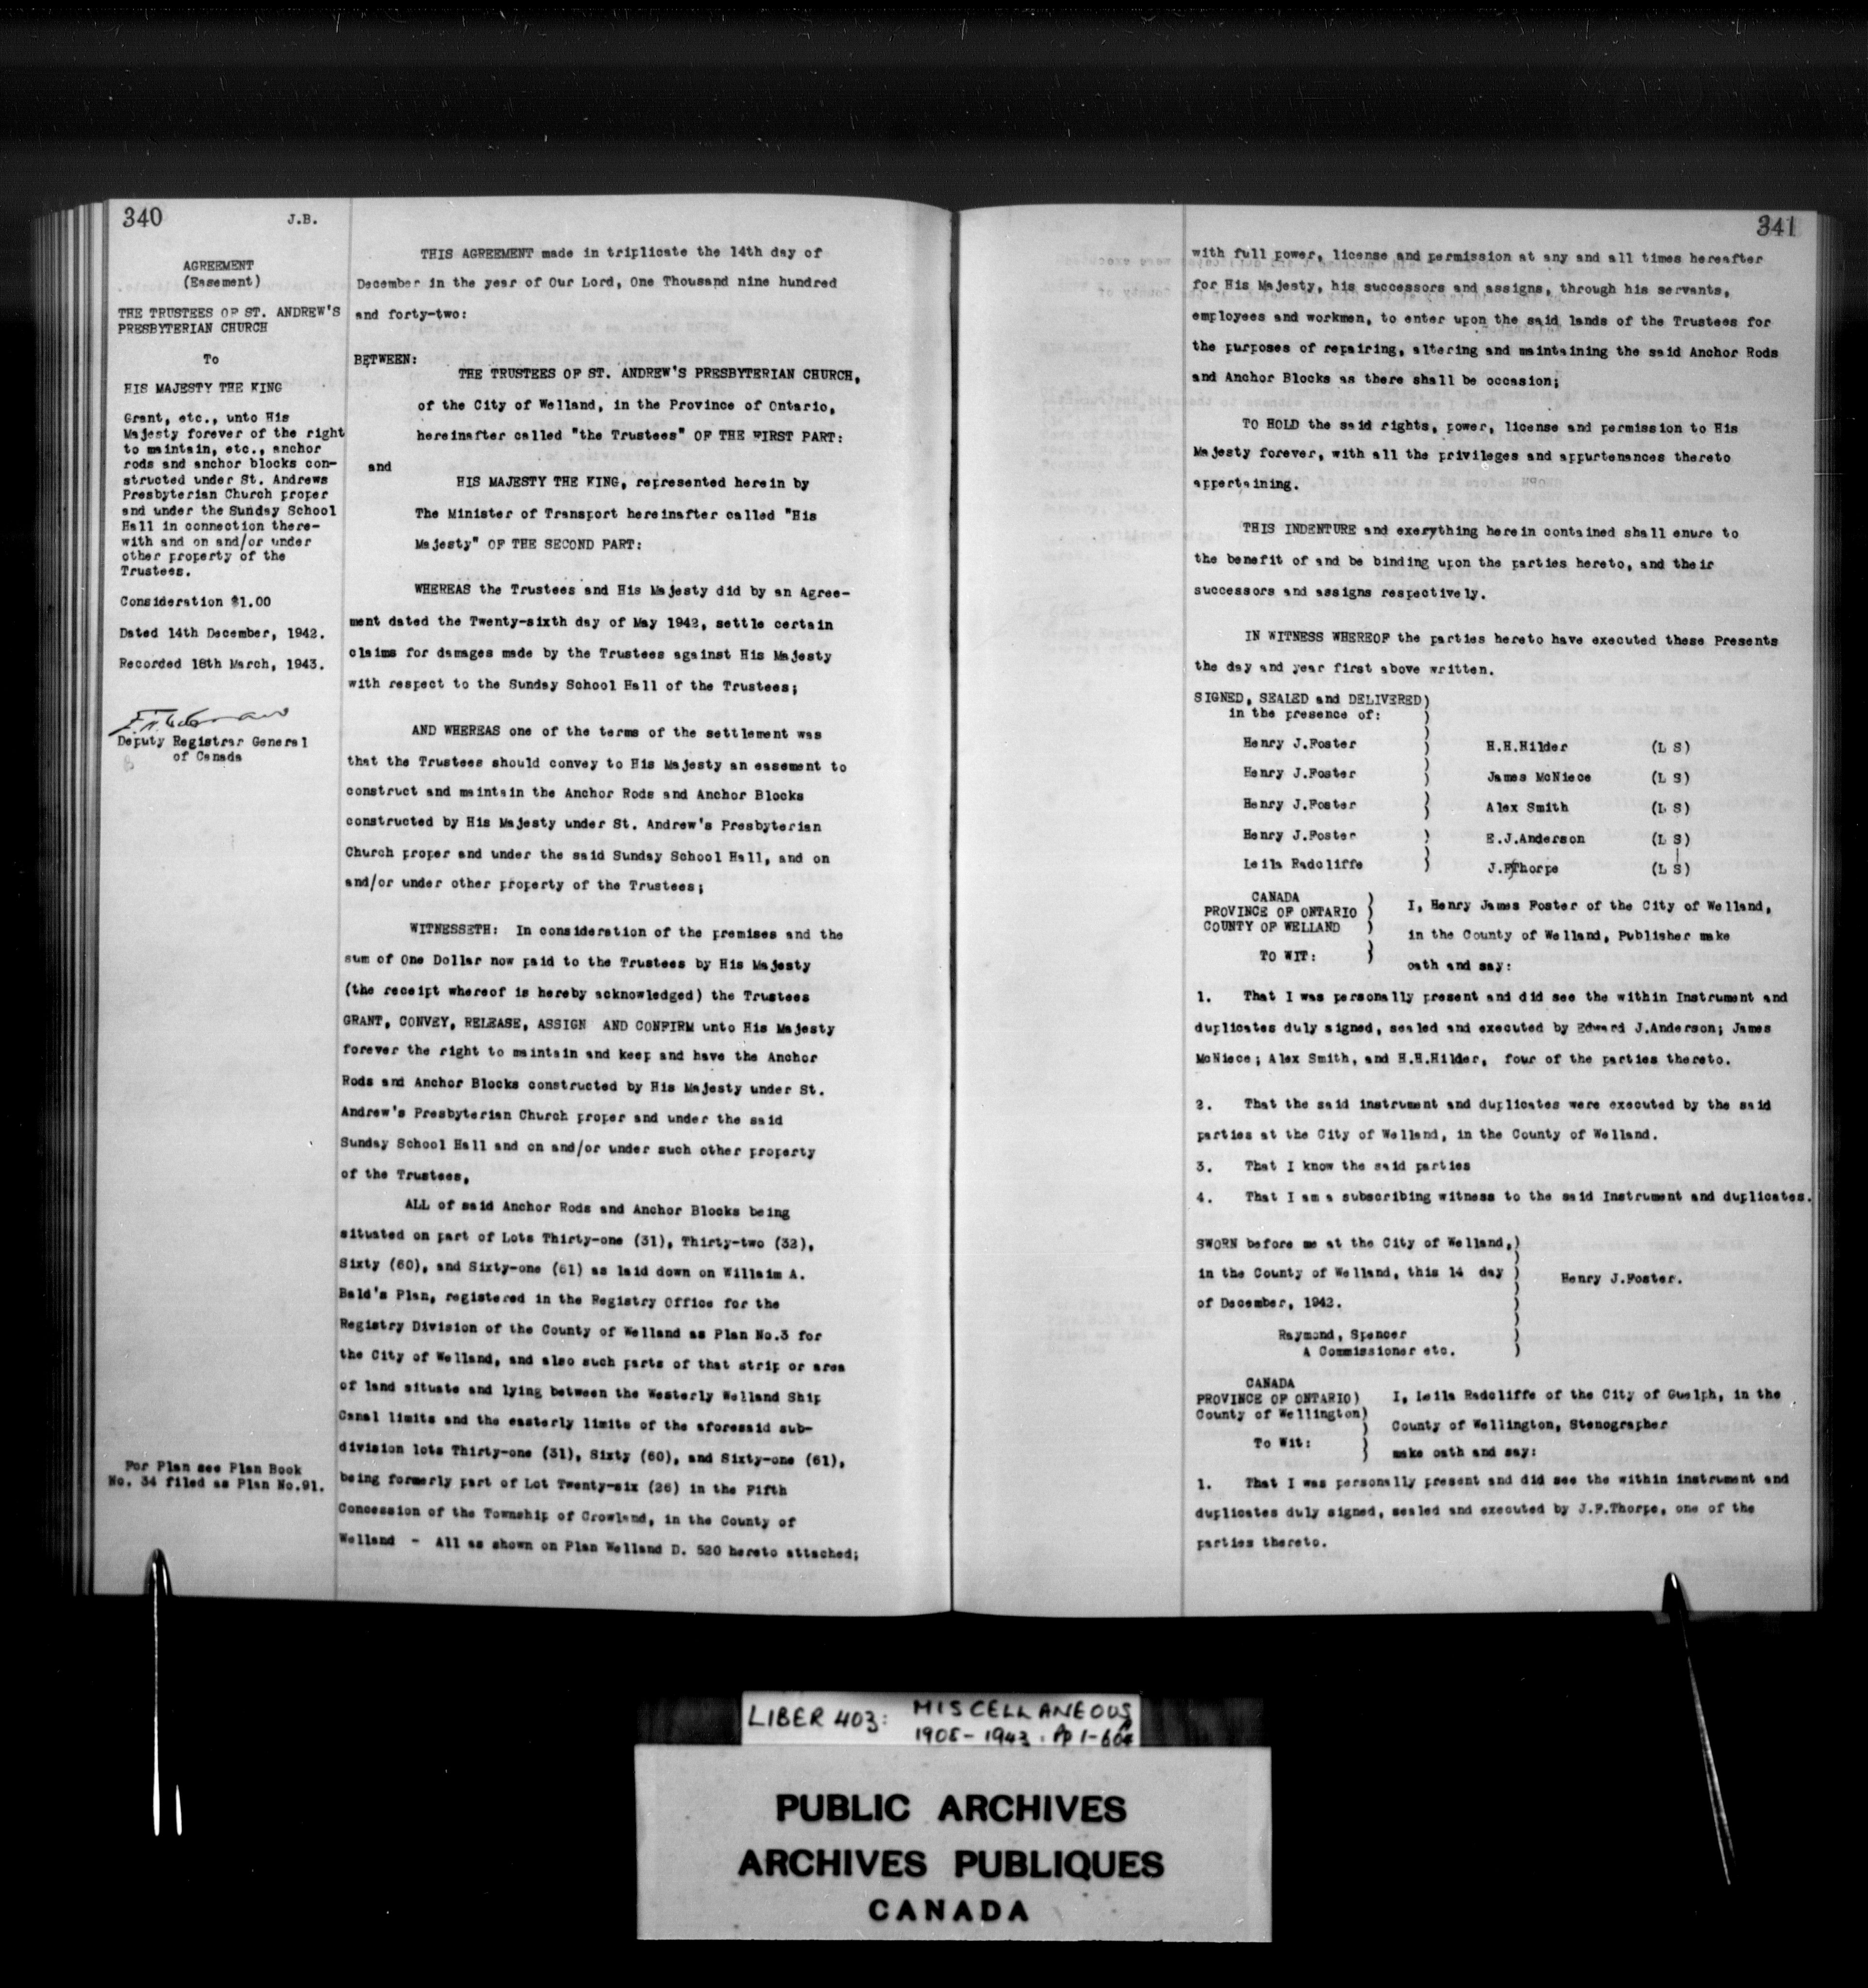 340
J.B.
AGREEMENT
(Easement)
THE TRUSTEES OF ST. ANDREW'S
PRESBYTERIAN CHURCH
To
HIS MAJESTY THE KING
Grant, etc., unto His
Majesty forever of the right
to maintain, etc., anchor
rods and anchor blocks con-
structed under St. Andrews
Presbyterian Church proper
and under the Sunday School
Hall in connection there-
with and on and/or under
other property of the
Trustees.
Consideration $1.00
Dated 14th December, 1942.
Recorded 18th March, 1943.
Deputy Registrar General
of Canada
For Plan see Plan Book
No. 34 filed as Plan No.91.
THIS AGREEMENT made in triplicate the 14th day of
December in the year of Our Lord, One Thousand nine hundred
and forty-two:
BETWEEN:
THE TRUSTEES OF ST. ANDREW'S PRESBYTERIAN CHURCH,
of the City of Welland, in the Province of Ontario,
hereinafter called "the Trustees" OF THE FIRST PART:
and
HIS MAJESTY THE KING, represented herein by
The Minister of Transport hereinafter called "His
Majesty" OF THE SECOND PART:
WHEREAS the Trustees and His Majesty did by an Agree-
ment dated the Twenty-sixth day of May 1942, settle certain
claims for damages made by the Trustees against His Majesty
with respect to the Sunday School Hall of the Trustees;
AND WHEREAS one of the terms of the settlement was
that the Trustees should convey to His Majesty an easement to
construct and maintain the Anchor Rods and Anchor Blocks
constructed by His Majesty under St. Andrew's Presbyterian
Church proper and under the said Sunday School Hall, and on
and/or under other property of the Trustees;
WITNESSETH: In consideration of the premises and the
sum of One Dollar now paid to the Trustees by His Majesty
(the receipt whereof is hereby acknowledged) the Trustees
GRANT, CONVEY, RELEASE, ASSIGN AND CONFIRM unto His Majesty
forever the right to maintain and keep and have the Anchor
Rods and Anchor Blocks constructed by His Majesty under St.
Andrew's Presbyterian Church proper and under the said
Sunday School Hall and on and/or under such other property
of the Trustees,
ALL of said Anchor Rods and Anchor Blocks being
situated on part of Lots Thirty-one (31), Thirty-two (32),
Sixty (60), and Sixty-one (61) as laid down on Willaim A.
Bald's Plan, registered in the Registry Office for the
Registry Division of the County of Welland as Plan No.3 for
the City of Welland, and also such parts of that strip or area
of land situate and lying between the Westerly Welland Ship
Canal limits and the easterly limits of the aforesaid sub-
division lots Thirty-one (31), Sixty (60), and Sixty-one (61),
being formerly part of Lot Twenty-six (26) in the Fifth
Concession of the Township of Crowland, in the County of
Welland - All as shown on Plan Welland D. 520 hereto attached;
341
with full power, license and permission at any and all times hereafter
for His Majesty, his successors and assigns, through his servants,
employees and workmen, to enter upon the said lands of the Trustees for
the purposes of repairing, altering and maintaining the said Anchor Rods
and Anchor Blocks as there shall be occasion;
TO HOLD the said rights, power, license and permission to His
Majesty forever, with all the privileges and appurtenances thereto
appertaining.
THIS INDENTURE and exerything herein contained shall enure to
the benefit of and be binding upon the parties hereto, and their
successors and assigns respectively.
IN WITNESS WHEREOF the parties hereto have executed these Presents
the day and year first above written.
SIGNED, SEALED and DELIVERED)
in the presence of: )
Henry J.Foster ) H.H.Hilder (L S)
Henry J.Foster ) James McNiece (L S)
Henry J.Foster ) Alex Smith (L S)
Henry J.Foster ) E.J.Anderson (L S)
Leila Radcliffe ) J.F.Thorpe (L S)
CANADA )
PROVINCE OF ONTARIO ) I, Henry James Foster of the City of Welland,
COUNTY OF WELLAND ) in the County of Welland, Publisher make
TO WIT: ) oath and say:
1. That I was personally present and did see the within Instrument and
duplicates duly signed, sealed and executed by Edward J.Anderson; James
McNiece; Alex Smith, and H.H.Hilder, four of the parties thereto.
2. That the said instrument and duplicates were executed by the said
parties at the City of Welland, in the County of Welland.
3. That I know the said parties
4. That I am a subscribing witness to the said Instrument and duplicates.
SWORN before me at the City of Welland,)
in the County of Welland, this 14 day ) Henry J.Foster.
of December, 1942. )
Raymond, Spencer )
A Commissioner etc. )
CANADA
PROVINCE OF ONTARIO) I, Leila Radcliffe of the City of Guelph, in the
County of Wellington) County of Wellington, Stenographer
To Wit: ) make oath and say:
1. That I was personally present and did see the within instrument and
duplicates duly signed, sealed and executed by J.F.Thorpe, one of the
parties thereto.
LIBER 403: MISCELLANEOUS
1905-1943. Pp 1-664
PUBLIC ARCHIVES
ARCHIVES PUBLIQUES
CANADA